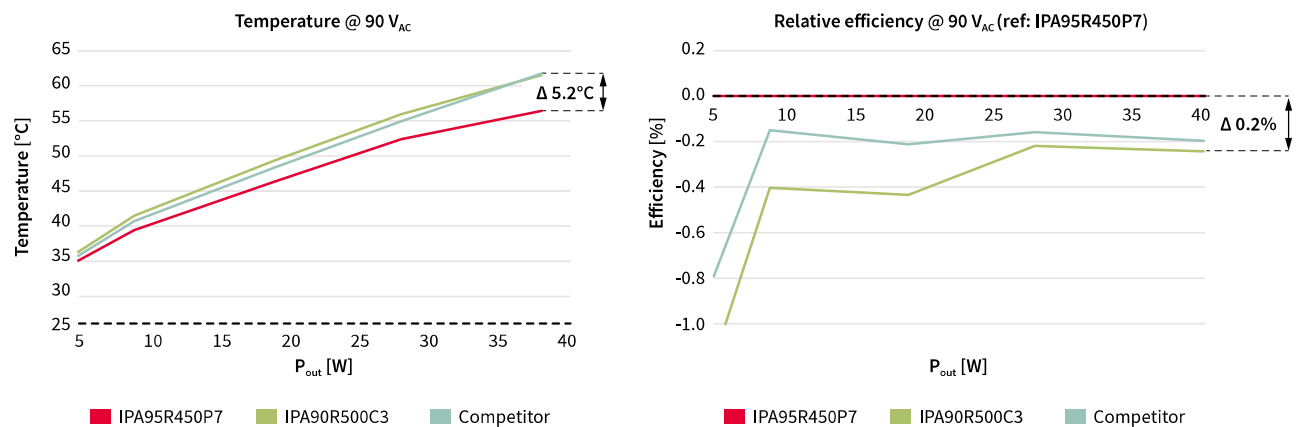 Temperature @ 90 VAC
65
60
55
50
45
40
35
30
25
Temperature [°C]
Δ 5.2°C
5 10 15 20 25 30 35 40
Pout [W]
IPA95R450P7 IPA90R500C3 Competitor
Relative efficiency @ 90 VAC (ref: IPA95R450P7)
0.2
0.0
-0.2
-0.4
-0.6
-0.8
-1.0
Efficiency [%]
5 10 15 20 25 30 35 40
Δ 0.2%
Pout [W]
IPA95R450P7 IPA90R500C3 Competitor